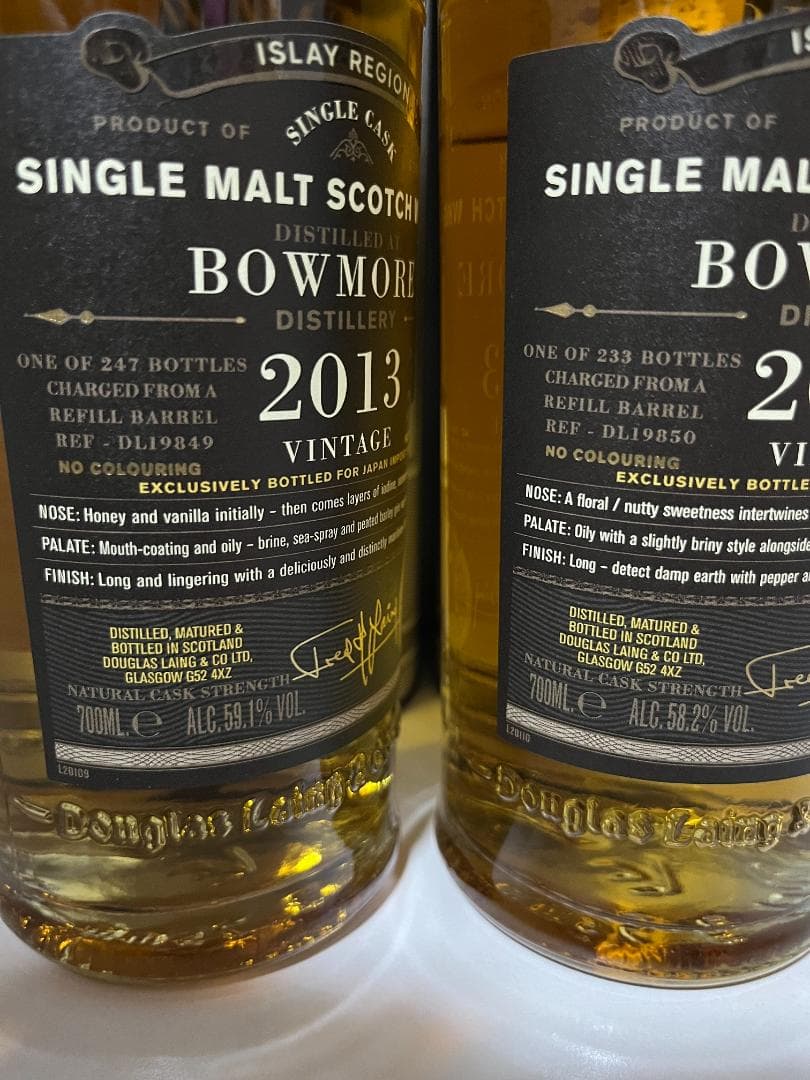 ISLAY REGION
PRODUCT OF
SINGLE CASK
SINGLE MALT SCOTCH
DISTILLED AT
BOWMORE
DISTILLERY
ONE OF 247 BOTTLES
CHARGED FROM A
REFILL BARREL
REF - DL19849
NO COLOURING
2013
VINTAGE
EXCLUSIVELY BOTTLED FOR JAPAN
NOSE: Honey and vanilla initially – then comes layers of iodine,
PALATE: Mouth-coating and oily – brine, sea-spray and peated barley
FINISH: Long and lingering with a deliciously and distinctly
DISTILLED, MATURED &
BOTTLED IN SCOTLAND
DOUGLAS LAING & CO LTD,
GLASGOW G52 4XZ
NATURAL CASK STRENGTH
700ML. e ALC. 59.1% VOL.
L20109
Douglas Laing
PRODUCT OF
SINGLE
ONE OF 233 BOTTLES
CHARGED FROM A
REFILL BARREL
REF - DL19850
NO COLOURING
EXCLUSIVELY
NOSE: A floral / nutty sweetness intertwines
PALATE: Oily with a slightly briny style alongside
FINISH: Long – detect damp earth with pepper
DISTILLED, MATURED &
BOTTLED IN SCOTLAND
DOUGLAS LAING & CO LTD,
GLASGOW G52 4XZ
NATURAL CASK STRENGTH
700ML. e ALC. 58.2% VOL.
L20110
Douglas Laing